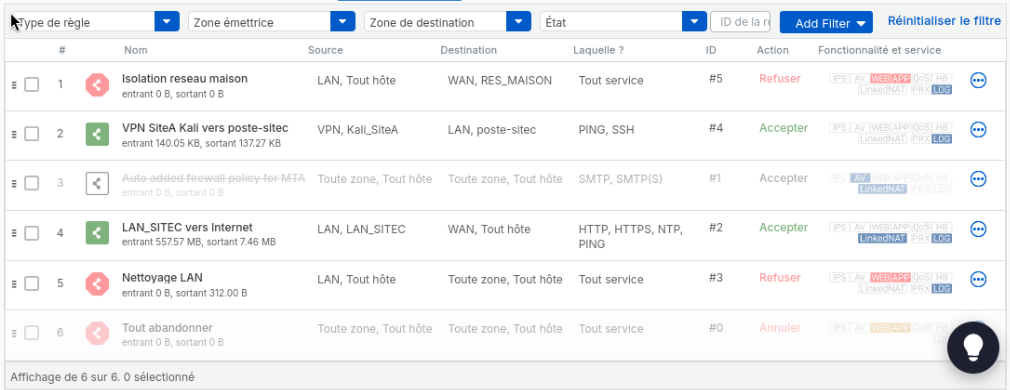 Type de règle
Zone émettrice
Zone de destination
État
ID de la r
Add Filter
Réinitialiser le filtre
# Nom Source Destination Laquelle ? ID Action Fonctionnalité et service
1 Isolation reseau maison LAN, Tout hôte WAN, RES_MAISON Tout service #5 Refuser IPS AV WEB APP QoS HB
entrant 0 B, sortant 0 B LinkedNAT PRX LOG
2 VPN SiteA Kali vers poste-sitec VPN, Kali_SiteA LAN, poste-sitec PING, SSH #4 Accepter IPS AV WEB APP QoS HB
entrant 140.05 KB, sortant 137.27 KB LinkedNAT PRX LOG
3 Auto added firewall policy for MTA Toute zone, Tout hôte Toute zone, Tout hôte SMTP, SMTP(S) #1 Accepter IPS AV WEB APP QoS HB
entrant 0 B, sortant 0 B LinkedNAT PRX LOG
4 LAN_SITEC vers Internet LAN, LAN_SITEC WAN, Tout hôte HTTP, HTTPS, NTP, #2 Accepter IPS AV WEB APP QoS HB
entrant 557.57 MB, sortant 7.46 MB PING LinkedNAT PRX LOG
5 Nettoyage LAN LAN, Tout hôte Toute zone, Tout hôte Tout service #3 Refuser IPS AV WEB APP QoS HB
entrant 0 B, sortant 312.00 B LinkedNAT PRX LOG
6 Tout abandonner Toute zone, Tout hôte Toute zone, Tout hôte Tout service #0 Annuler IPS AV WEB APP QoS
entrant 0 B, sortant 0 B
Affichage de 6 sur 6. 0 sélectionné